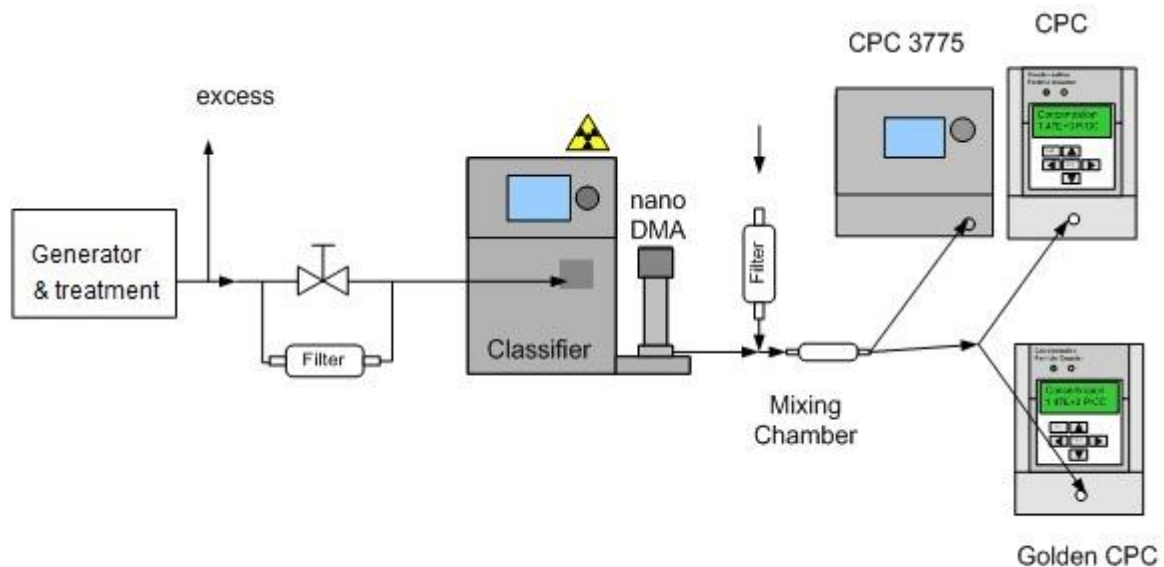 CPC
CPC 3775
excess
nano
DMA
Generator
& treatment
Filter
Filter
Classifier
Mixing
Chamber
Golden CPC